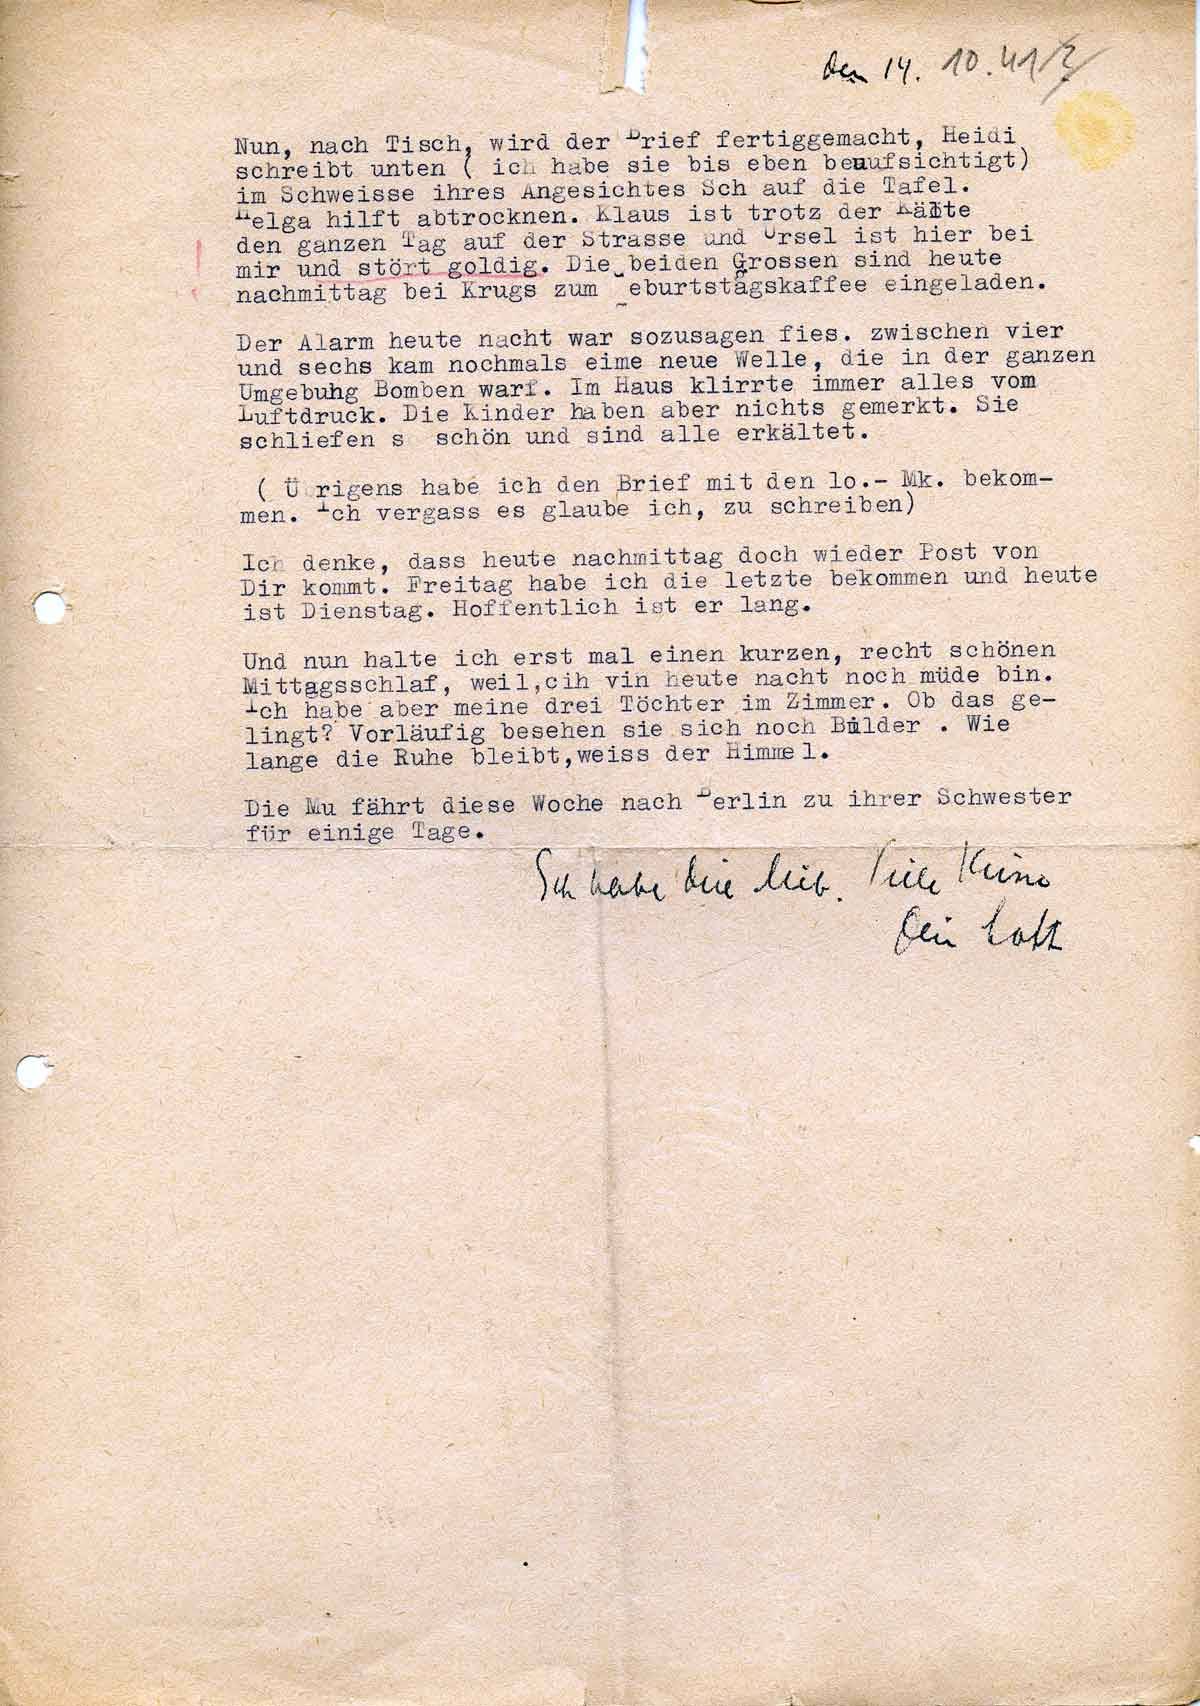 den 14. 10.41?
Nun, nach Tisch, wird der Brief fertiggemacht, Heidi
schreibt unten ( ich habe sie bis eben beaufsichtigt)
im Schweisse ihres Angesichtes Sch auf die Tafel.
Helga hilft abtrocknen. Klaus ist trotz der Kälte
den ganzen Tag auf der Strasse und Ursel ist hier bei
mir und stört goldig. Die beiden Grossen sind heute
nachmittag bei Krugs zum Geburtstagskaffee eingeladen.
Der Alarm heute nacht war sozusagen fies. zwischen vier
und sechs kam nochmals eime neue Welle, die in der ganzen
Umgebuhg Bomben warf. Im Haus klirrte immer alles vom
Luftdruck. Die Kinder haben aber nichts gemerkt. Sie
schliefen s schön und sind alle erkältet.
( Übrigens habe ich den Brief mit den lo.- Mk. bekom-
men. Ich vergass es glaube ich, zu schreiben)
Ich denke, dass heute nachmittag doch wieder Post von
Dir kommt. Freitag habe ich die letzte bekommen und heute
ist Dienstag. Hoffentlich ist er lang.
Und nun halte ich erst mal einen kurzen, recht schönen
Mittagsschlaf, weil,cih vin heute nacht noch müde bin.
Ich habe aber meine drei Töchter im Zimmer. Ob das ge-
lingt? Vorläufig besehen sie sich noch Bilder . Wie
lange die Ruhe bleibt,weiss der Himmel.
Die Mu fährt diese Woche nach Berlin zu ihrer Schwester
für einige Tage.
Ich habe Dich lieb. Viele Küsse
Dein Lott